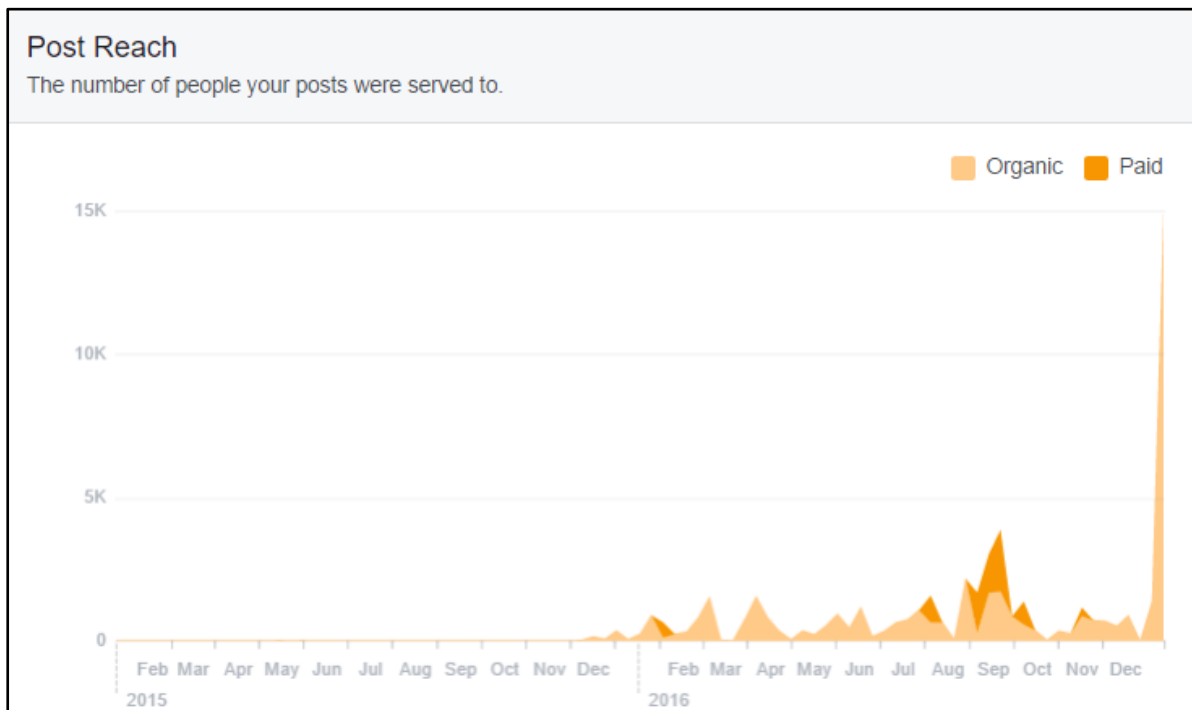 Post Reach
The number of people your posts were served to.
Organic Paid
15K
10K
5K
0
Feb Mar Apr May Jun Jul Aug Sep Oct Nov Dec Feb Mar Apr May Jun Jul Aug Sep Oct Nov Dec
2015 2016